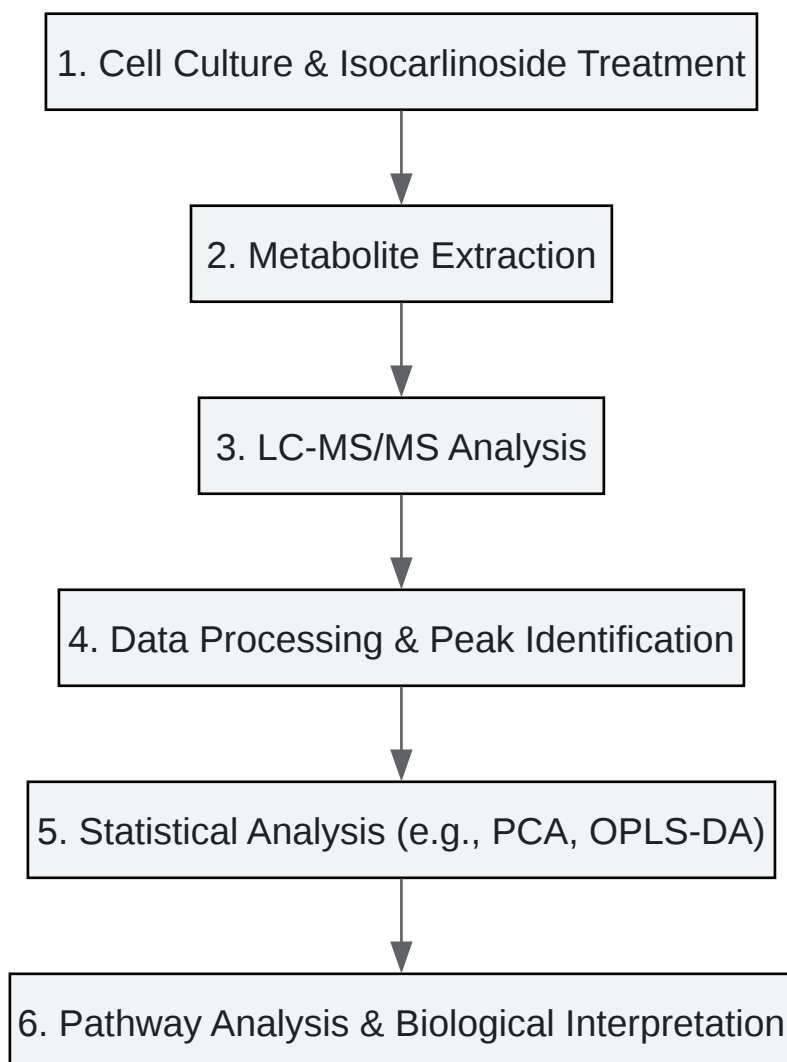 1. Cell Culture & Isocarlinoside Treatment
2. Metabolite Extraction
3. LC-MS/MS Analysis
4. Data Processing & Peak Identification
5. Statistical Analysis (e.g., PCA, OPLS-DA)
6. Pathway Analysis & Biological Interpretation